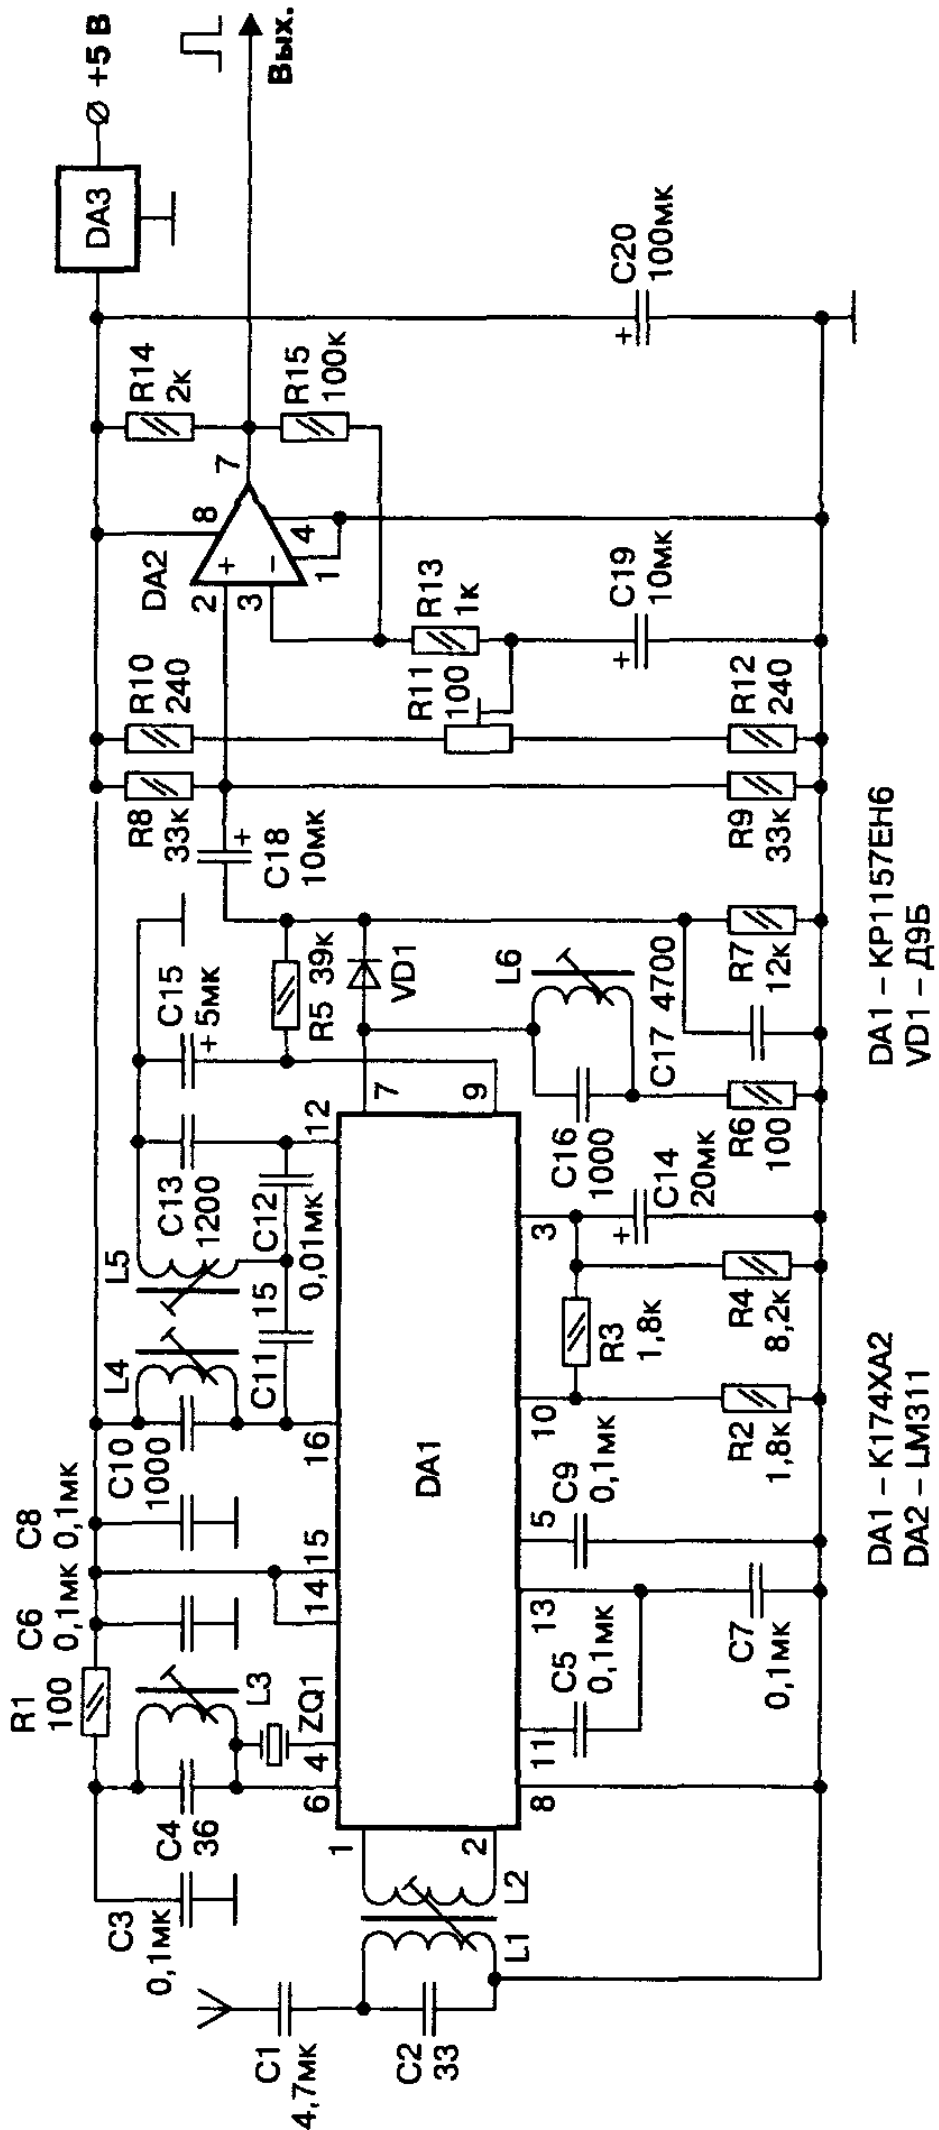 C1
4,7мк
C2
33
L1
L2
C3
0,1мк
C4
36
R1
100
L3
ZQ1
C6
0,1мк
C8
0,1мк
C10
1000
L4
L5
C11
15
C13
1200
C12
0,01мк
C15
+
5мк
R5
39к
VD1
C18
10мк
+
R8
33к
R10
240
DA2
+
−
R14
2к
R15
100к
DA3
+5 В
Вых.
1
2
6
4
14
15
16
12
7
9
DA1
8
11
13
5
10
3
2
3
8
7
4
1
C5
0,1мк
C7
0,1мк
C9
0,1мк
R3
1,8к
R2
1,8к
R4
8,2к
+
C14
20мк
C16
1000
L6
C17
4700
R6
100
R7
12к
R9
33к
R11
100
R12
240
R13
1к
+
C19
10мк
+
C20
100мк
DA1 – К174ХА2
DA2 – LM311
DA1 – КР1157ЕН6
VD1 – Д9Б